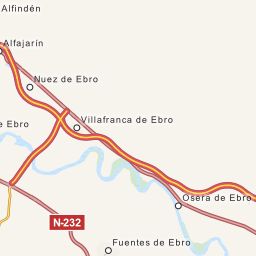 Alfindén
Alfajarín
Nuez de Ebro
Villafranca de Ebro
e Ebro
Osera de Ebro
N-232
Fuentes de Ebro